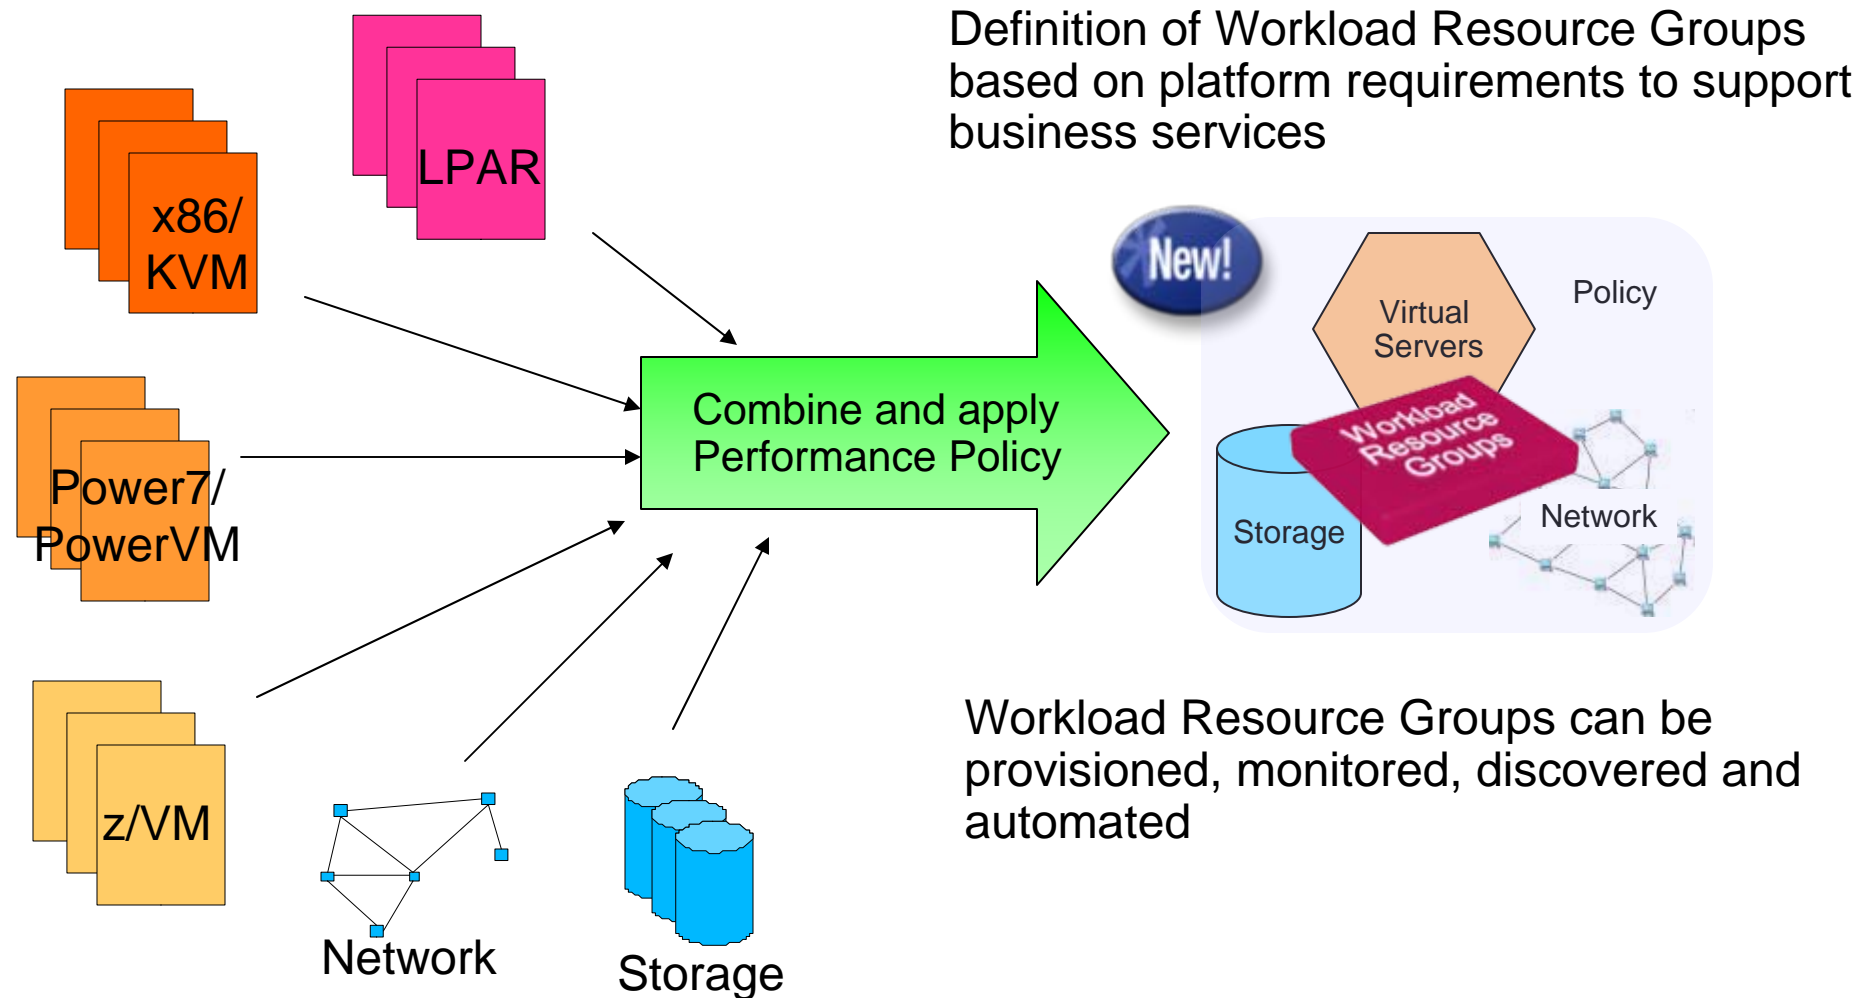 Definition of Workload Resource Groups
based on platform requirements to support
business services
LPAR
x86/
KVM
New!
Policy
Virtual
Servers
Combine and apply
Performance Policy
Workload
Resource
Groups
Power7/
PowerVM
Storage
Network
z/VM
Workload Resource Groups can be
provisioned, monitored, discovered and
automated
Network
Storage